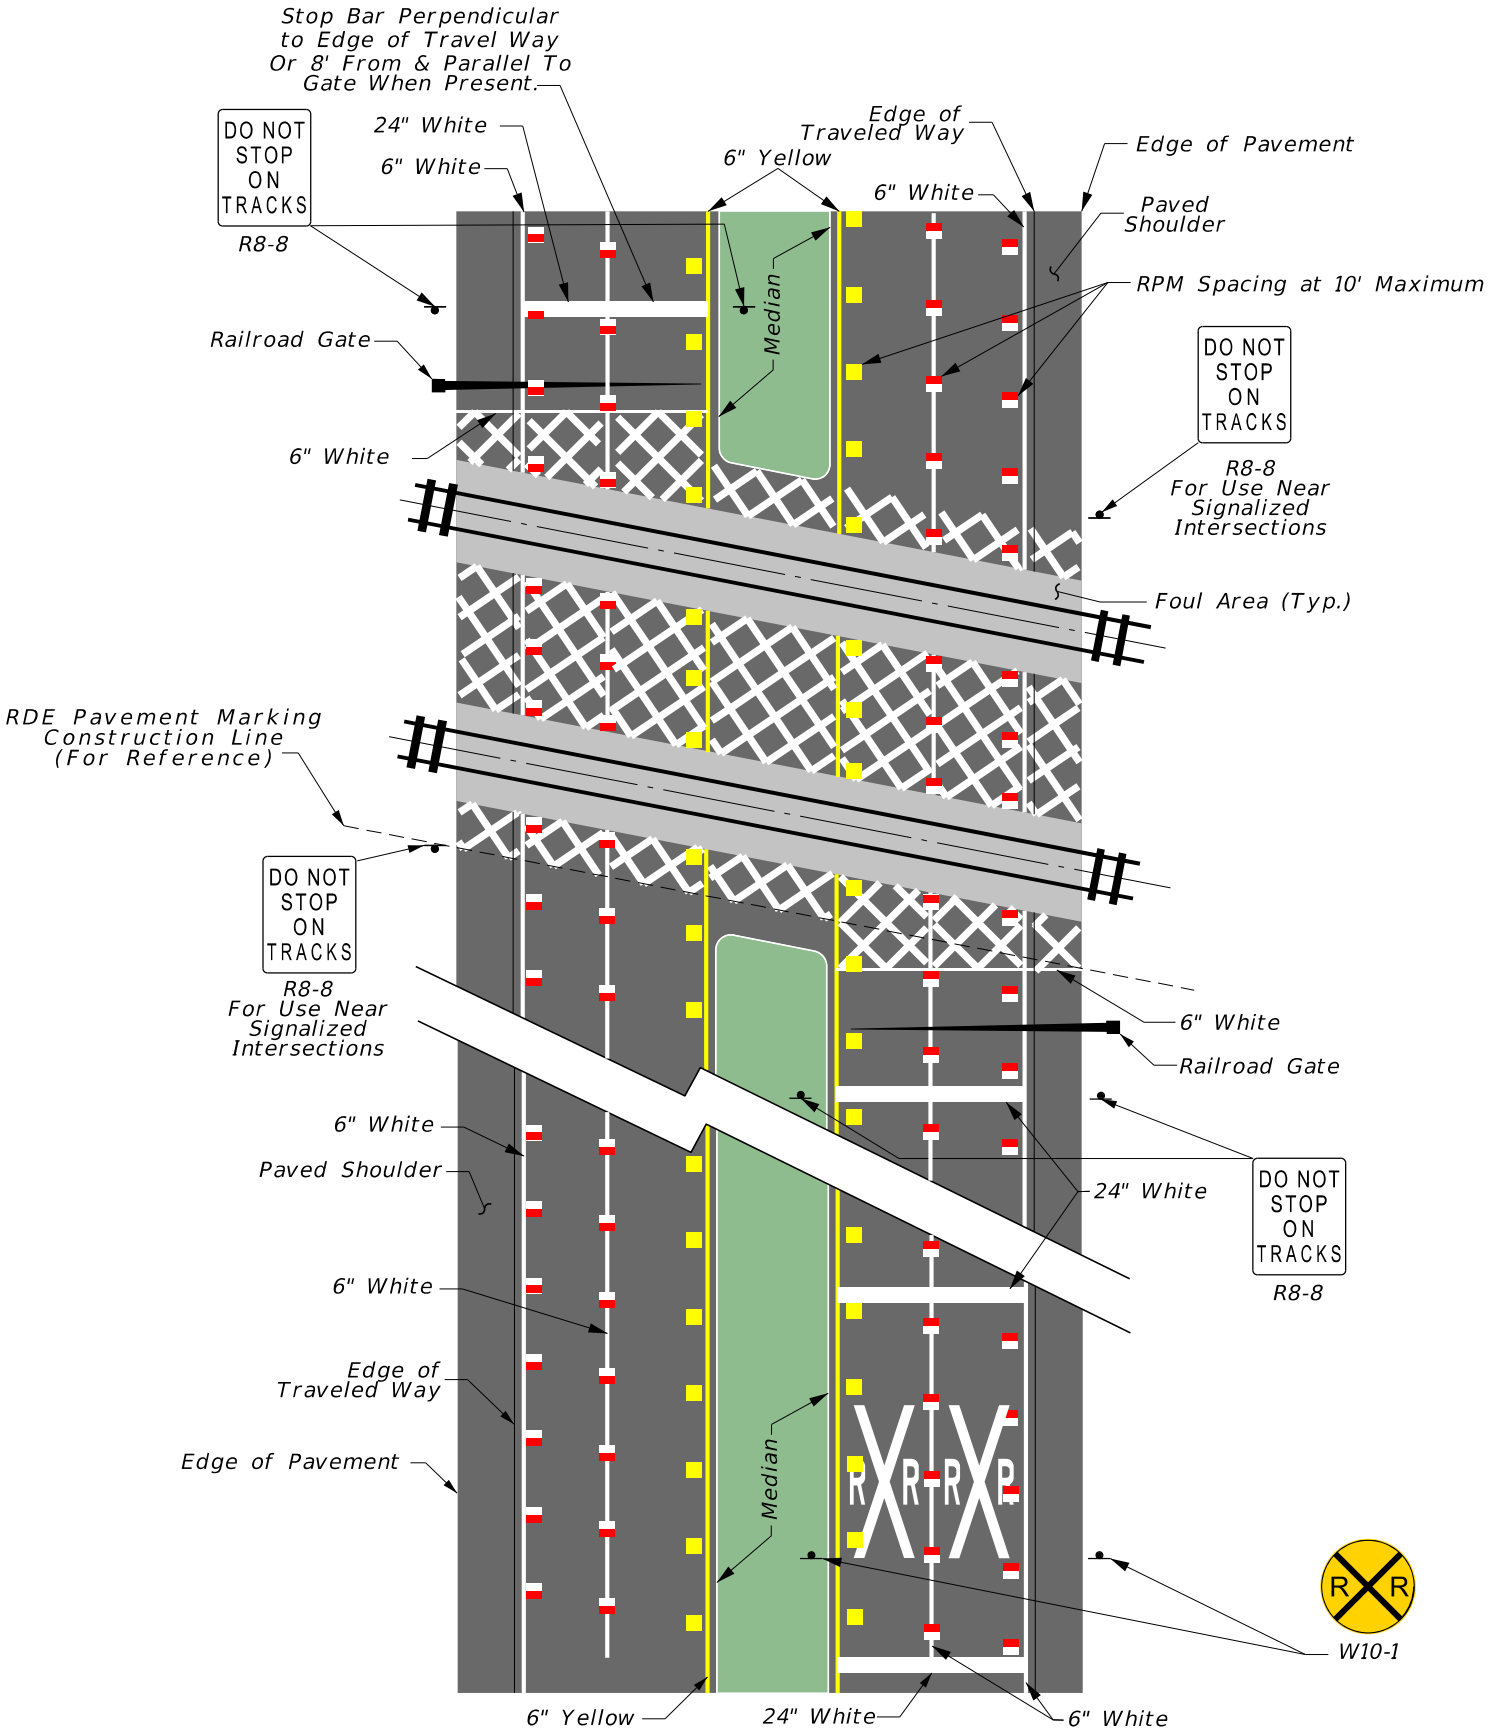 Stop Bar Perpendicular
to Edge of Travel Way
Or 8' From & Parallel To
Gate When Present.
24" White
6" White
DO NOT
STOP
ON
TRACKS
R8-8
Railroad Gate
6" White
6" Yellow
Edge of
Traveled Way
6" White
Edge of Pavement
Paved
Shoulder
RPM Spacing at 10' Maximum
Median
DO NOT
STOP
ON
TRACKS
R8-8
For Use Near
Signalized
Intersections
Foul Area (Typ.)
RDE Pavement Marking
Construction Line
(For Reference)
DO NOT
STOP
ON
TRACKS
R8-8
For Use Near
Signalized
Intersections
6" White
Railroad Gate
6" White
Paved Shoulder
24" White
DO NOT
STOP
ON
TRACKS
R8-8
6" White
Edge of
Traveled Way
Edge of Pavement
Median
R R
R R
R R
W10-1
6" Yellow
24" White
6" White